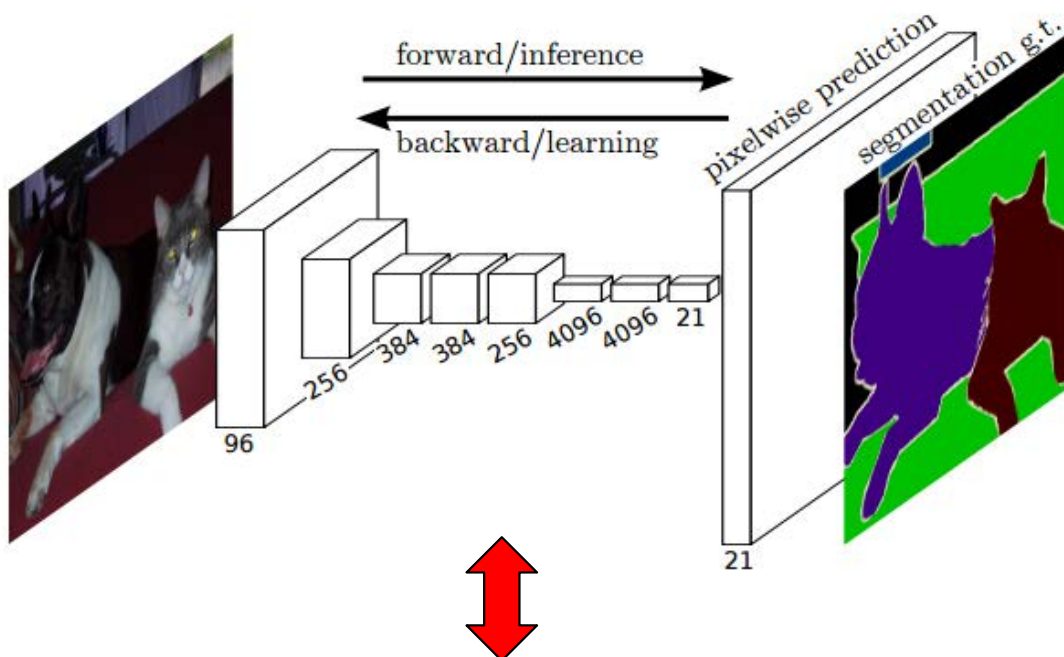 forward/inference
backward/learning
pixelwise prediction
segmentation g.t.
96
256
384
384
256
4096
4096
21
21